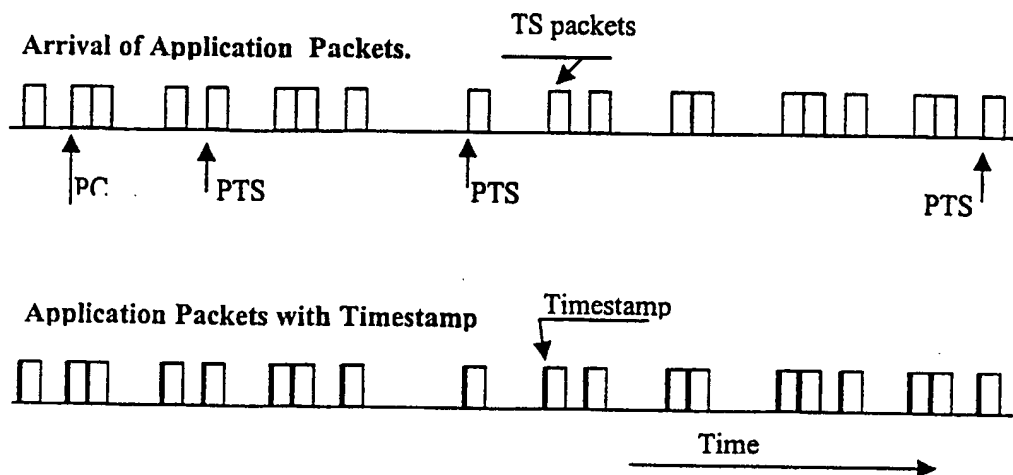 TS packets
Arrival of Application Packets.
PC
PTS
PTS
PTS
Timestamp
Application Packets with Timestamp
Time